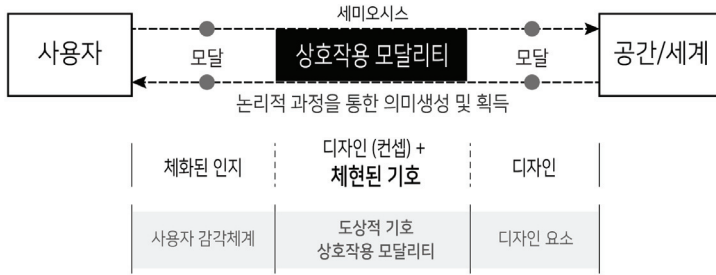 세미오시스
사용자 모달 상호작용 모달리티 모달 공간/세계
논리적 과정을 통한 의미생성 및 획득
디자인 (컨셉) +
체화된 인지 체현된 기호 디자인
도상적 기호
사용자 감각체계 상호작용 모달리티 디자인 요소